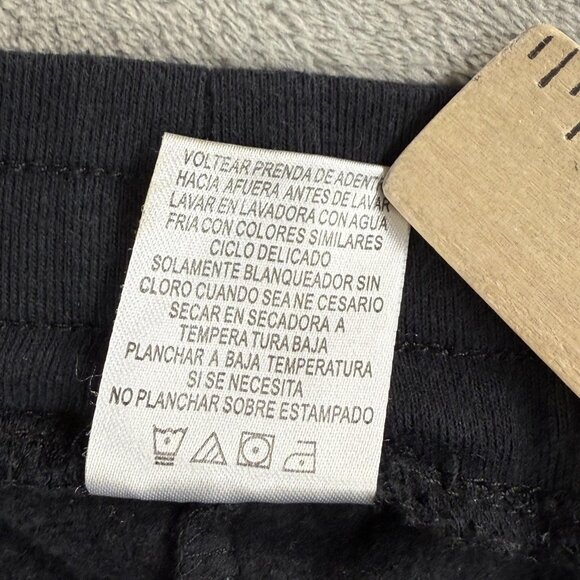 VOLTEAR PRENDA DE ADENT
HACIA AFUERA ANTES DE LAVAR
LAVAR EN LAVADORA CON AGUA
FRIA CON COLORES SIMILARES
CICLO DELICADO
SOLAMENTE BLANQUEADOR SIN
CLORO CUANDO SEA NE CESARIO
SECAR EN SECADORA A
TEMPERA TURA BAJA
PLANCHAR A BAJA TEMPERATURA
SI SE NECESITA
NO PLANCHAR SOBRE ESTAMPADO